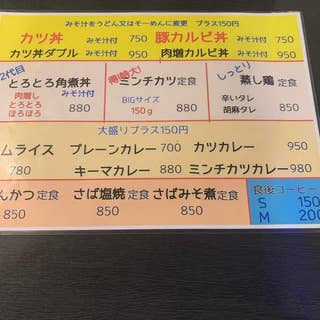 みそ汁をうどん又はそーめんに変更 プラス150円
カツ丼 みそ汁付 750 豚カルビ丼 みそ汁付 750
カツ丼ダブル みそ汁付 950 肉増カルビ丼 みそ汁付 950
2代目
とろとろ角煮丼
肉増し みそ汁付
とろとろ 880
ほろほろ
特大!
ミンチカツ定食
BIGサイズ
150g 880
しっとり
蒸し鶏定食
辛いタレ 850
胡麻タレ 850
大盛りプラス150円
ムライス プレーンカレー 700 カツカレー 950
780 キーマカレー 880 ミンチカツカレー 980
んかつ定食 さば塩焼定食 さばみそ煮定食
850 850 850
食後コーヒー
S 150
M 200